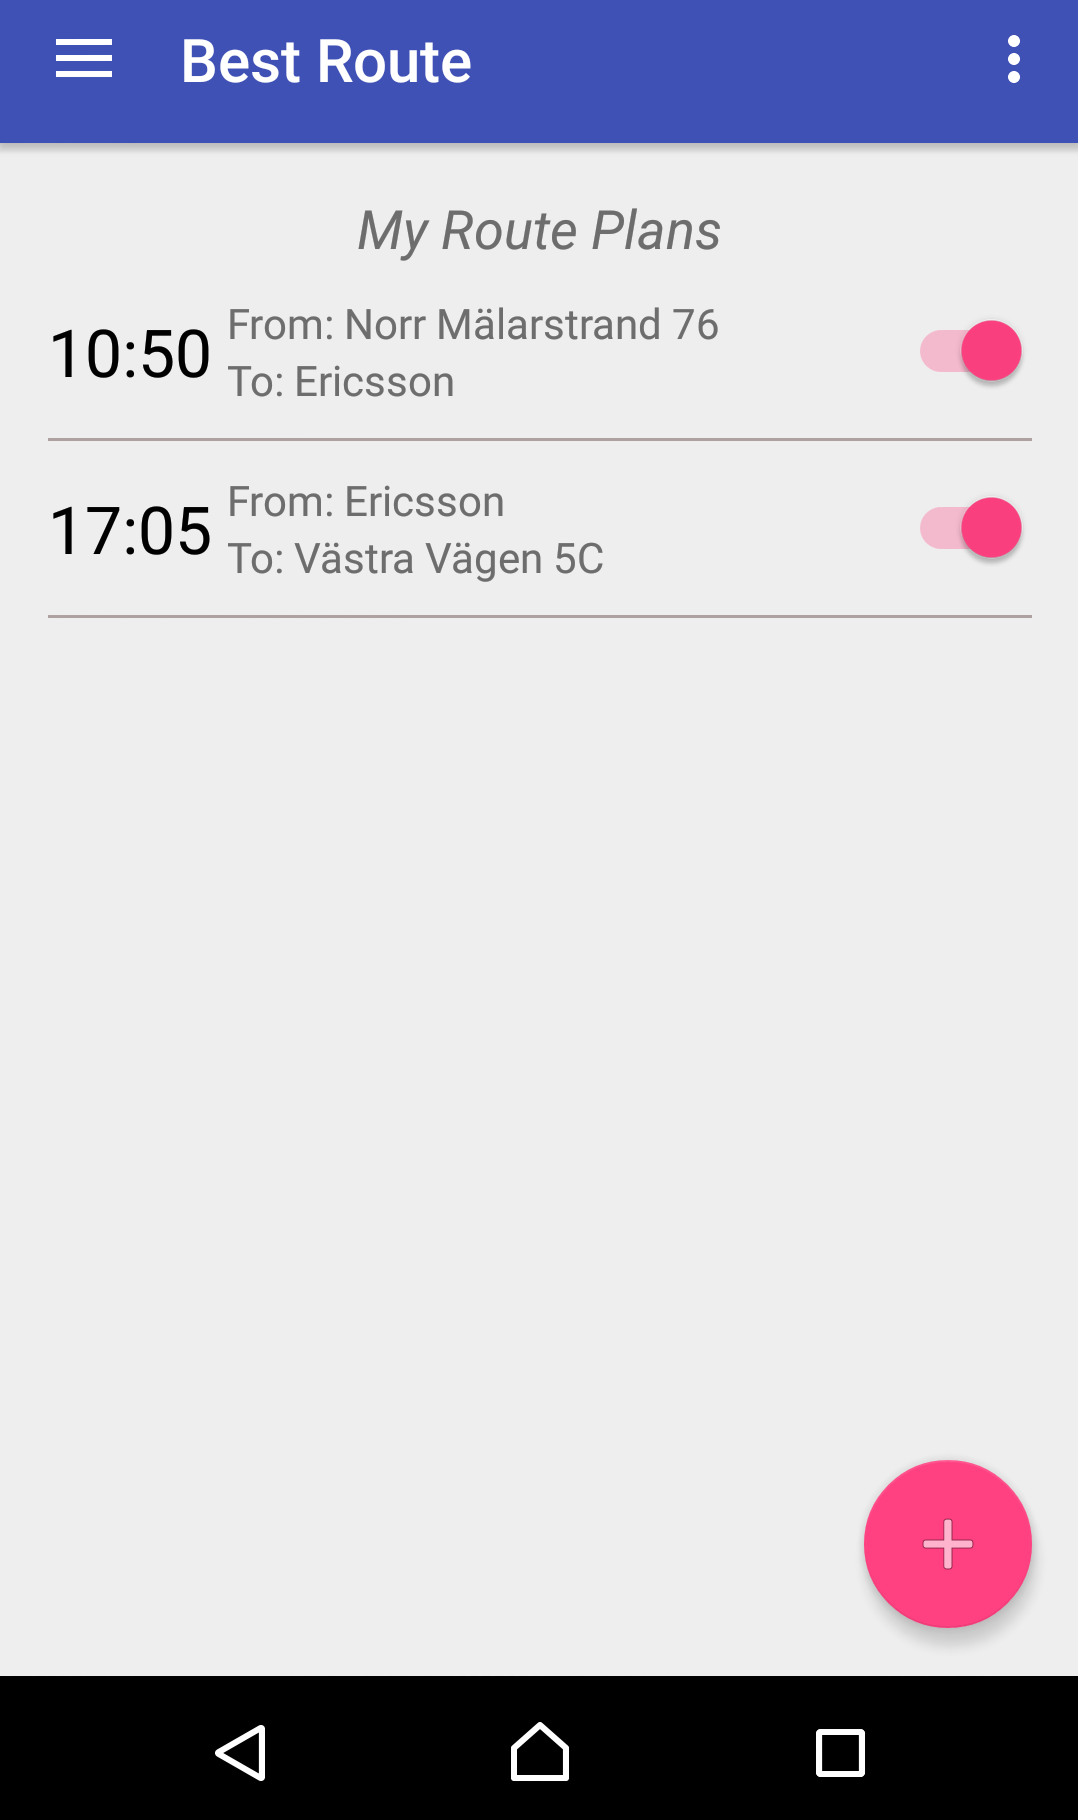 Best Route
My Route Plans
10:50
From: Norr Mälarstrand 76
To: Ericsson
17:05
From: Ericsson
To: Västra Vägen 5C